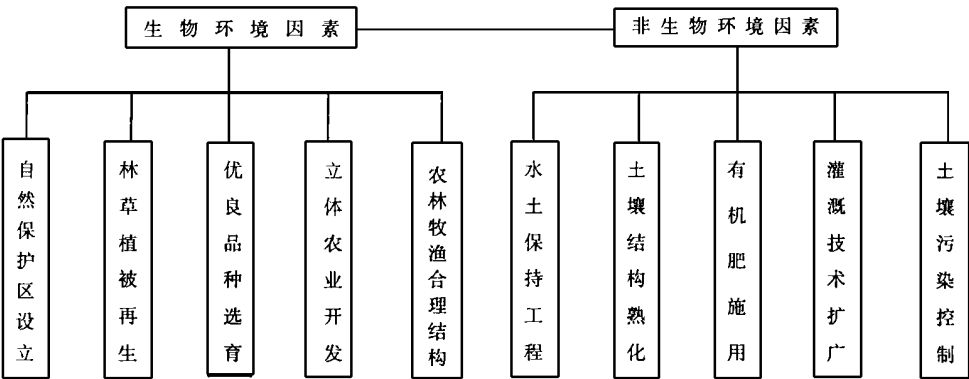 生物环境因素
非生物环境因素
自然保护区设立
林草植被再生
优良品种选育
立体农业开发
农林牧渔合理结构
水土保持工程
土壤结构熟化
有机肥施用
灌溉技术扩广
土壤污染控制